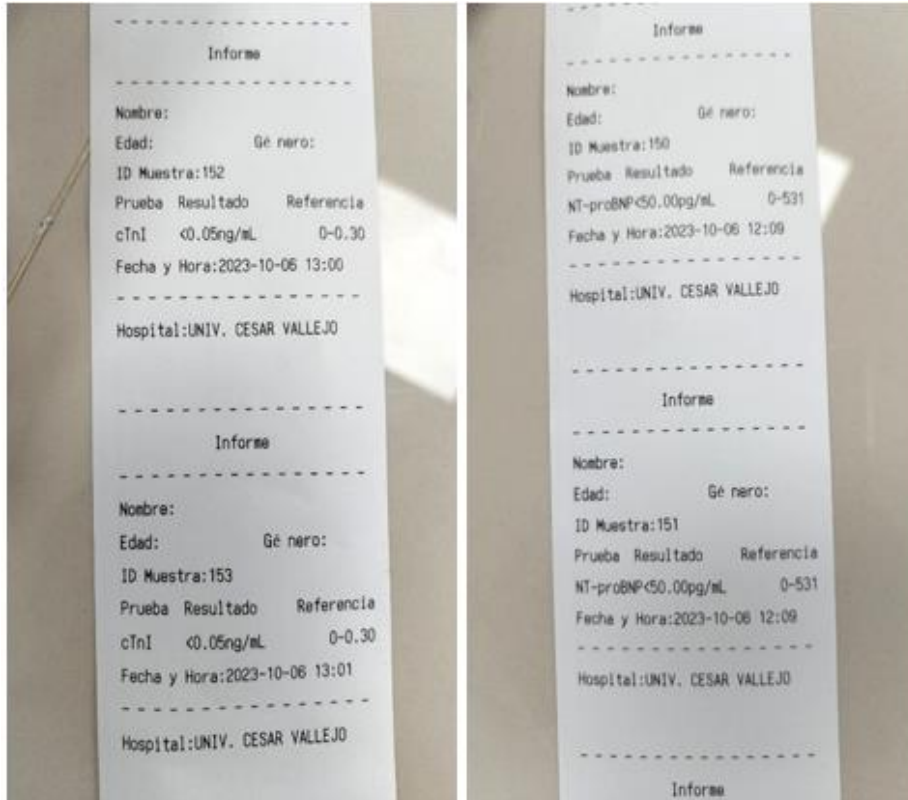 Informe
Nombre:
Edad: Gé nero:
ID Muestra:152
Prueba Resultado Referencia
cTnI <0.05ng/mL 0-0.30
Fecha y Hora:2023-10-06 13:00
Hospital:UNIV. CESAR VALLEJO
Informe
Nombre:
Edad: Gé nero:
ID Muestra:153
Prueba Resultado Referencia
cTnI <0.05ng/mL 0-0.30
Fecha y Hora:2023-10-06 13:01
Hospital:UNIV. CESAR VALLEJO
Informe
Nombre:
Edad: Gé nero:
ID Muestra:150
Prueba Resultado Referencia
NT-proBNP<50.00pg/mL 0-531
Fecha y Hora:2023-10-06 12:09
Hospital:UNIV. CESAR VALLEJO
Informe
Nombre:
Edad: Gé nero:
ID Muestra:151
Prueba Resultado Referencia
NT-proBNP<50.00pg/mL 0-531
Fecha y Hora:2023-10-06 12:09
Hospital:UNIV. CESAR VALLEJO
Informe